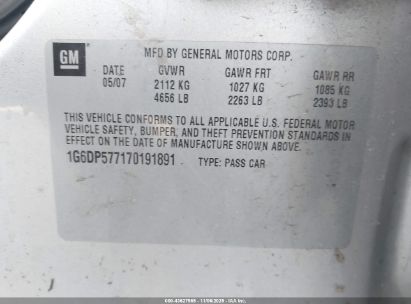 GM
MFD BY GENERAL MOTORS CORP.
DATE GVWR GAWR FRT GAWR RR
05/07 2112 KG 1027 KG 1085 KG
4656 LB 2263 LB 2393 LB
THIS VEHICLE CONFORMS TO ALL APPLICABLE U.S. FEDERAL MOTOR
VEHICLE SAFETY, BUMPER, AND THEFT PREVENTION STANDARDS IN
EFFECT ON THE DATE OF MANUFACTURE SHOWN ABOVE.
1G6DP577170191891 TYPE: PASS CAR